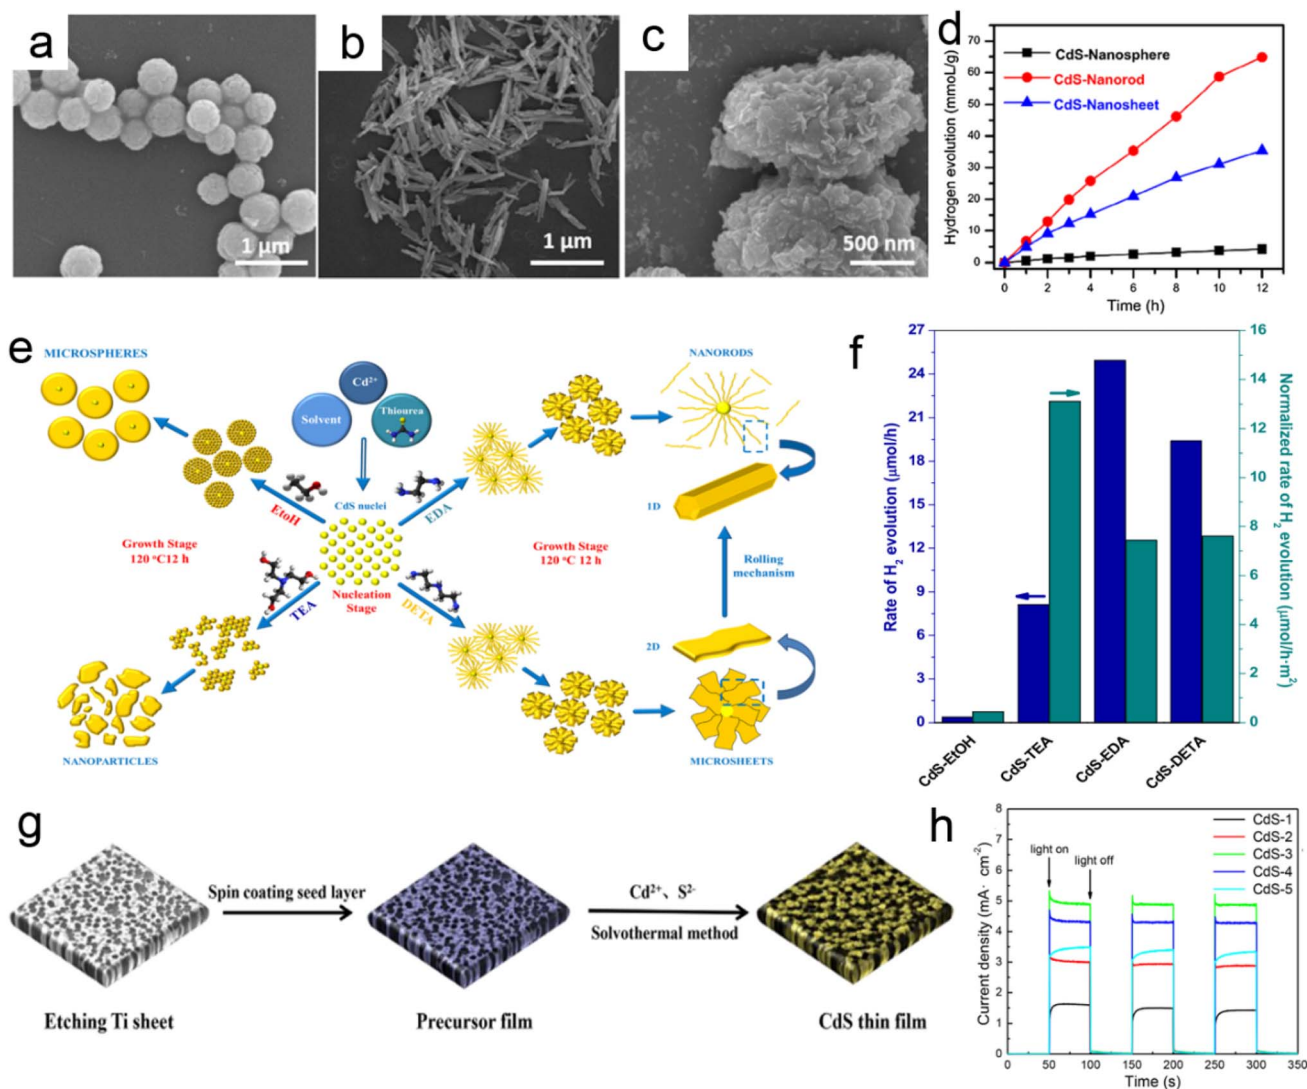 a
1 μm
b
1 μm
c
500 nm
d
Hydrogen evolution (mmoL/g)
70
60
50
40
30
20
10
0
CdS-Nanosphere
CdS-Nanorod
CdS-Nanosheet
0 2 4 6 8 10 12
Time (h)
e
MICROSPHERES
Solvent
Cd²⁺
Thiourea
NANORODS
CdS nuclei
EtoH
EDA
1D
Growth Stage
120 °C12 h
Growth Stage
120 °C 12 h
Nucleation
Stage
Rolling
mechanism
TEA
DETA
2D
NANOPARTICLES
MICROSHEETS
f
Rate of H₂ evolution (μmol/h)
27
24
21
18
15
12
9
6
3
0
16
14
12
10
8
6
4
2
0
Normalized rate of H₂ evolution (μmol/h·m²)
CdS-EtOH
CdS-TEA
CdS-EDA
CdS-DETA
g
Spin coating seed layer
Cd²⁺、S²⁻
Solvothermal method
Etching Ti sheet
Precursor film
CdS thin film
h
Current density (mA· cm⁻²)
8
7
6
5
4
3
2
1
0
light on
light off
CdS-1
CdS-2
CdS-3
CdS-4
CdS-5
0 50 100 150 200 250 300 350
Time (s)